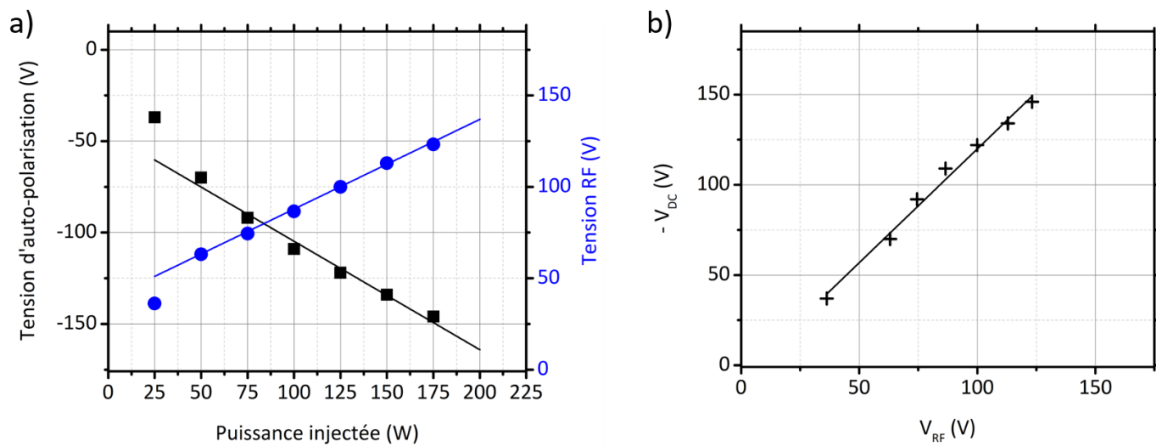 a)
Tension d'auto-polarisation (V)
0
-50
-100
-150
150
100
50
0
Tension RF (V)
25 50 75 100 125 150 175 200 225
Puissance injectée (W)
b)
- V_DC (V)
150
100
50
0
0 50 100 150
V_RF (V)